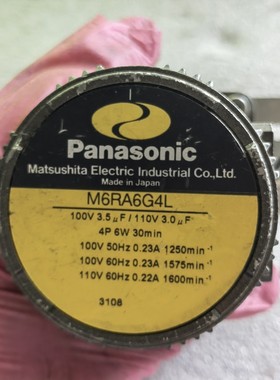 Panasonic
Matsushita Electric Industrial Co.,Ltd.
Made in Japan
M6RA6G4L
100V 3.5μF / 110V 3.0μF
4P 6W 30min
100V 50Hz 0.23A 1250min⁻¹
100V 60Hz 0.23A 1575min⁻¹
110V 60Hz 0.22A 1600min⁻¹
3108